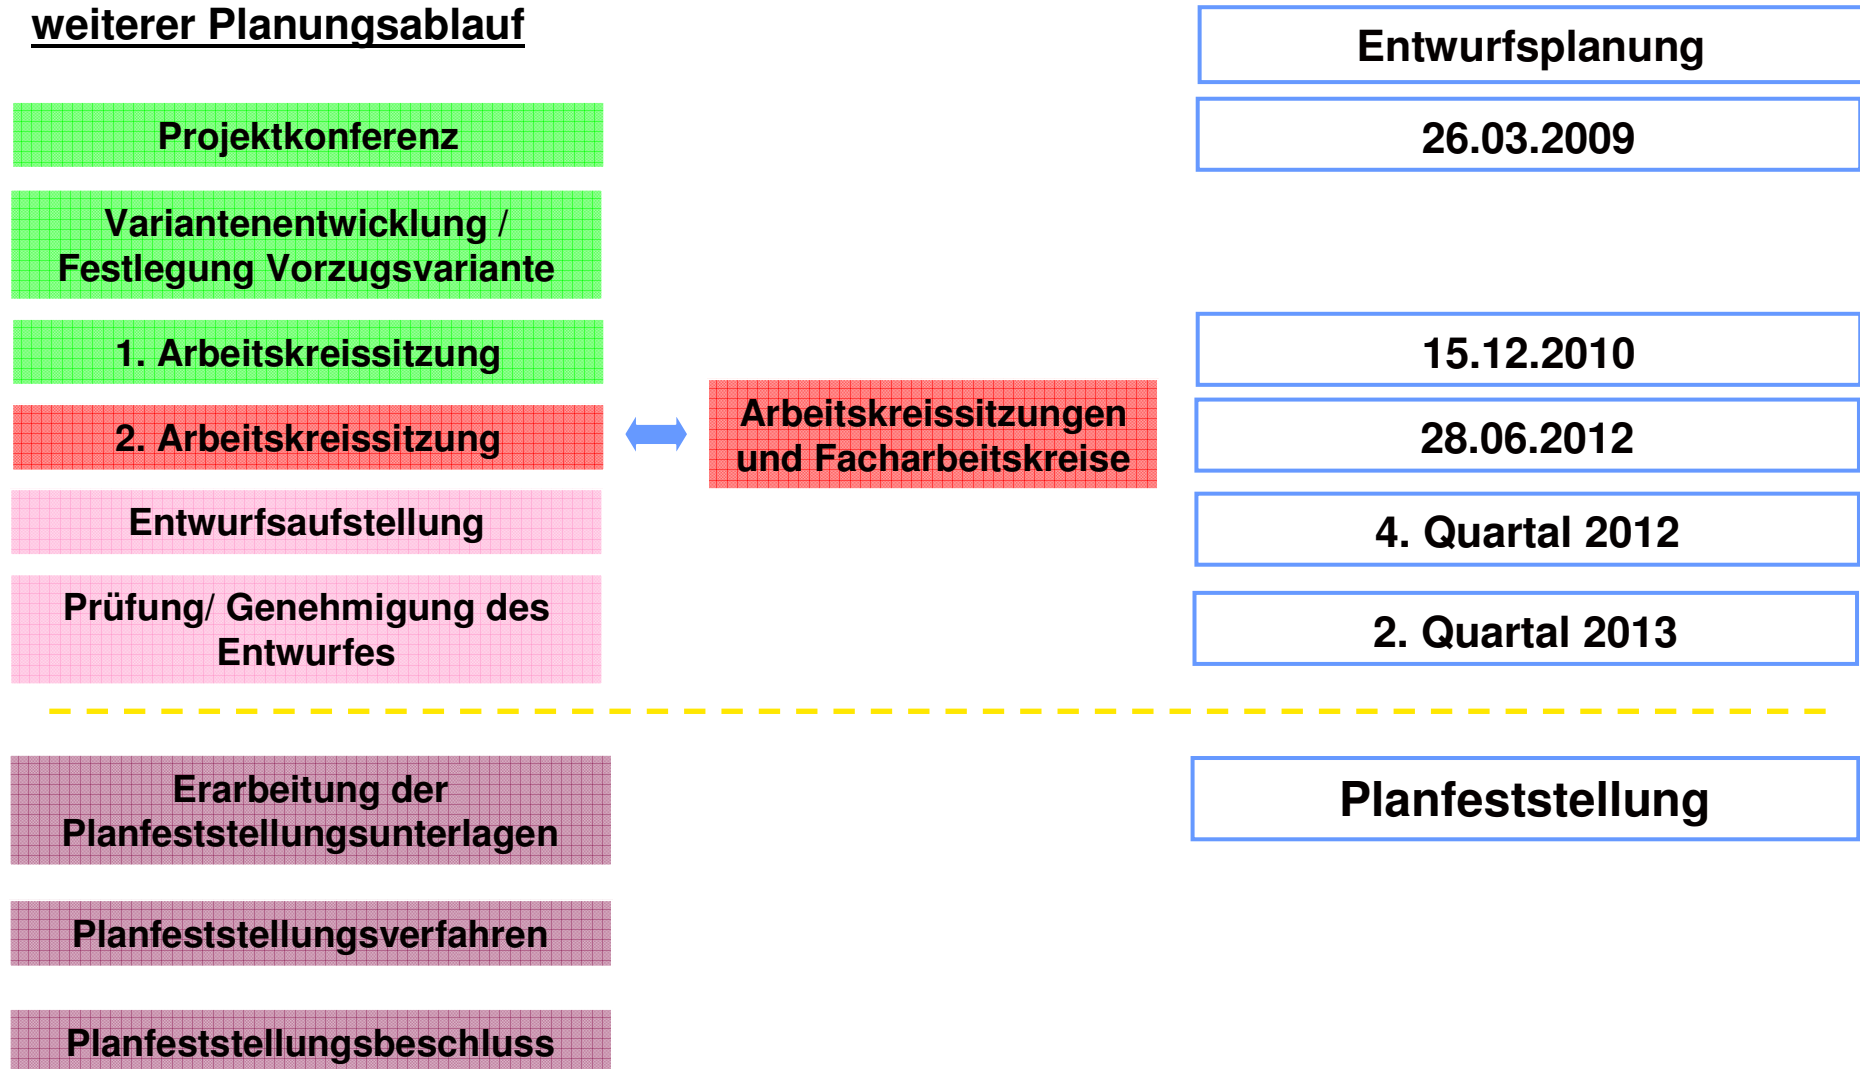 weiterer Planungsablauf
Entwurfsplanung
Projektkonferenz
26.03.2009
Variantenentwicklung /
Festlegung Vorzugsvariante
1. Arbeitskreissitzung
15.12.2010
2. Arbeitskreissitzung
Arbeitskreissitzungen
und Facharbeitskreise
28.06.2012
Entwurfsaufstellung
4. Quartal 2012
Prüfung/ Genehmigung des
Entwurfes
2. Quartal 2013
Erarbeitung der
Planfeststellungsunterlagen
Planfeststellung
Planfeststellungsverfahren
Planfeststellungsbeschluss